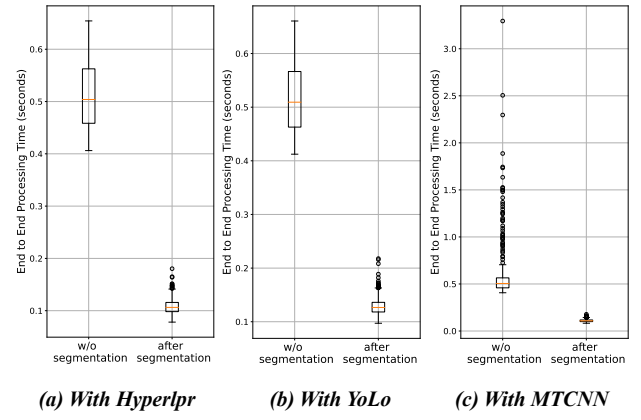 End to End Processing Time (seconds)
0.6
0.5
0.4
0.3
0.2
0.1
w/o
segmentation
after
segmentation
(a) With Hyperlpr
End to End Processing Time (seconds)
0.6
0.5
0.4
0.3
0.2
0.1
w/o
segmentation
after
segmentation
(b) With YoLo
End to End Processing Time (seconds)
3.0
2.5
2.0
1.5
1.0
0.5
0.0
w/o
segmentation
after
segmentation
(c) With MTCNN